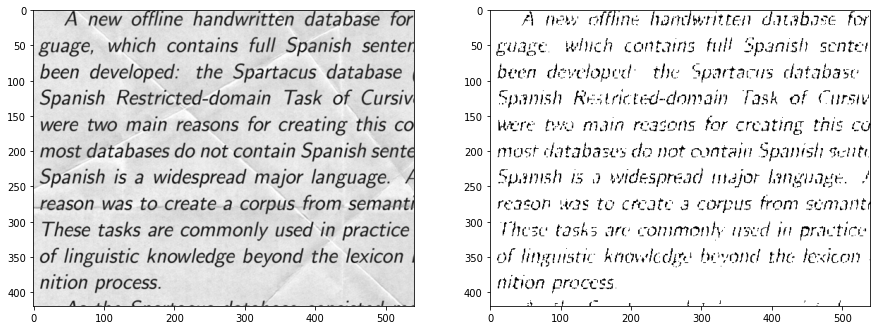 0
50
100
150
200
250
300
350
400
A new offline handwritten database for
guage, which contains full Spanish senten
been developed: the Spartacus database (
Spanish Restricted-domain Task of Cursiv
were two main reasons for creating this co
most databases do not contain Spanish sente
Spanish is a widespread major language. A
reason was to create a corpus from semanti
These tasks are commonly used in practice
of linguistic knowledge beyond the lexicon
nition process.
As the Spartacus database consisted
0 100 200 300 400 500
0
50
100
150
200
250
300
350
400
A new offline handwritten database for
guage, which contains full Spanish senten
been developed: the Spartacus database
Spanish Restricted-domain Task of Cursiv
were two main reasons for creating this co
most databases do not contain Spanish sente
Spanish is a widespread major language. A
reason was to create a corpus from semanti
These tasks are commonly used in practice
of linguistic knowledge beyond the lexicon
nition process.
0 100 200 300 400 500